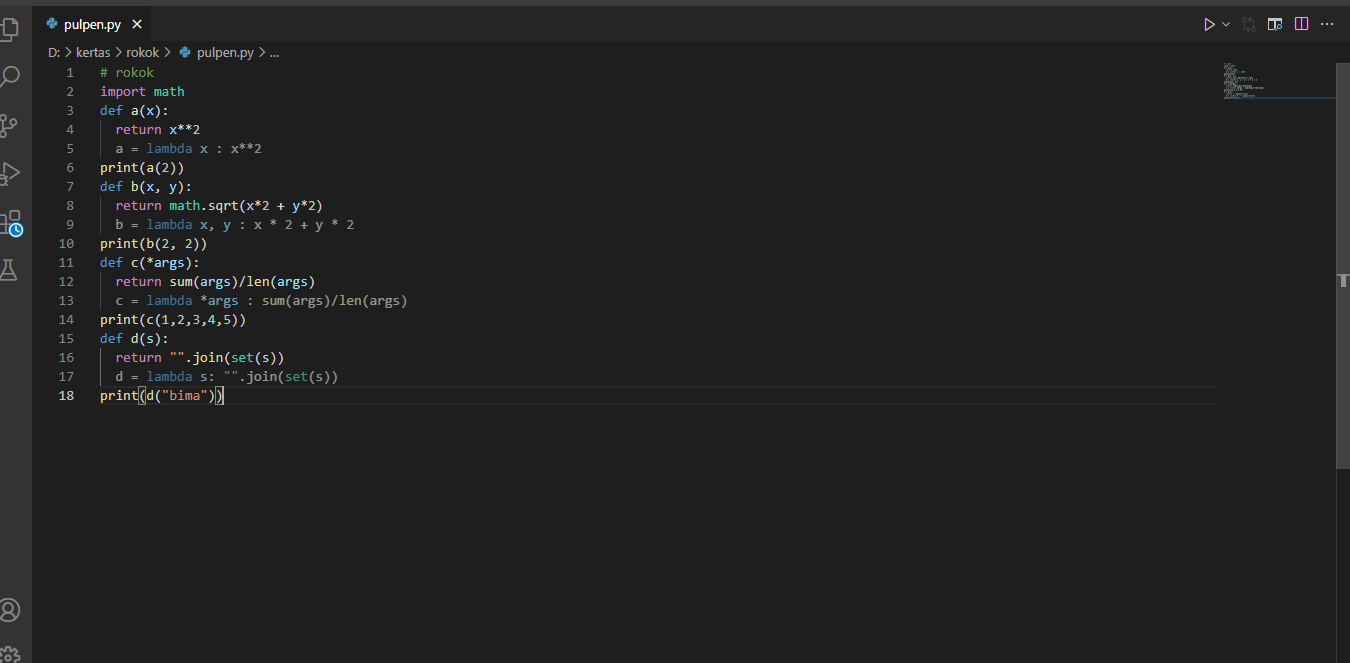 pulpen.py
D: > kertas > rokok > pulpen.py > ...
1 # rokok
2 import math
3 def a(x):
4   return x**2
5   a = lambda x : x**2
6 print(a(2))
7 def b(x, y):
8   return math.sqrt(x*2 + y*2)
9   b = lambda x, y : x * 2 + y * 2
10 print(b(2, 2))
11 def c(*args):
12   return sum(args)/len(args)
13   c = lambda *args : sum(args)/len(args)
14 print(c(1,2,3,4,5))
15 def d(s):
16   return "".join(set(s))
17   d = lambda s: "".join(set(s))
18 print(d("bima"))